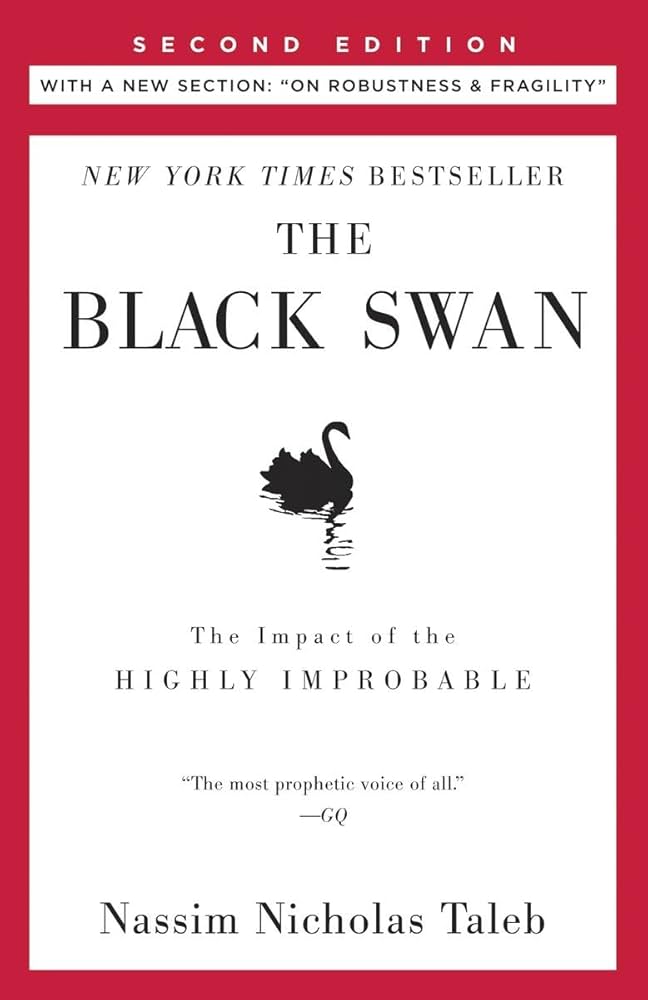 SECOND EDITION
WITH A NEW SECTION: “ON ROBUSTNESS & FRAGILITY”
NEW YORK TIMES BESTSELLER
THE
BLACK SWAN
The Impact of the
HIGHLY IMPROBABLE
“The most prophetic voice of all.”
—GQ
Nassim Nicholas Taleb